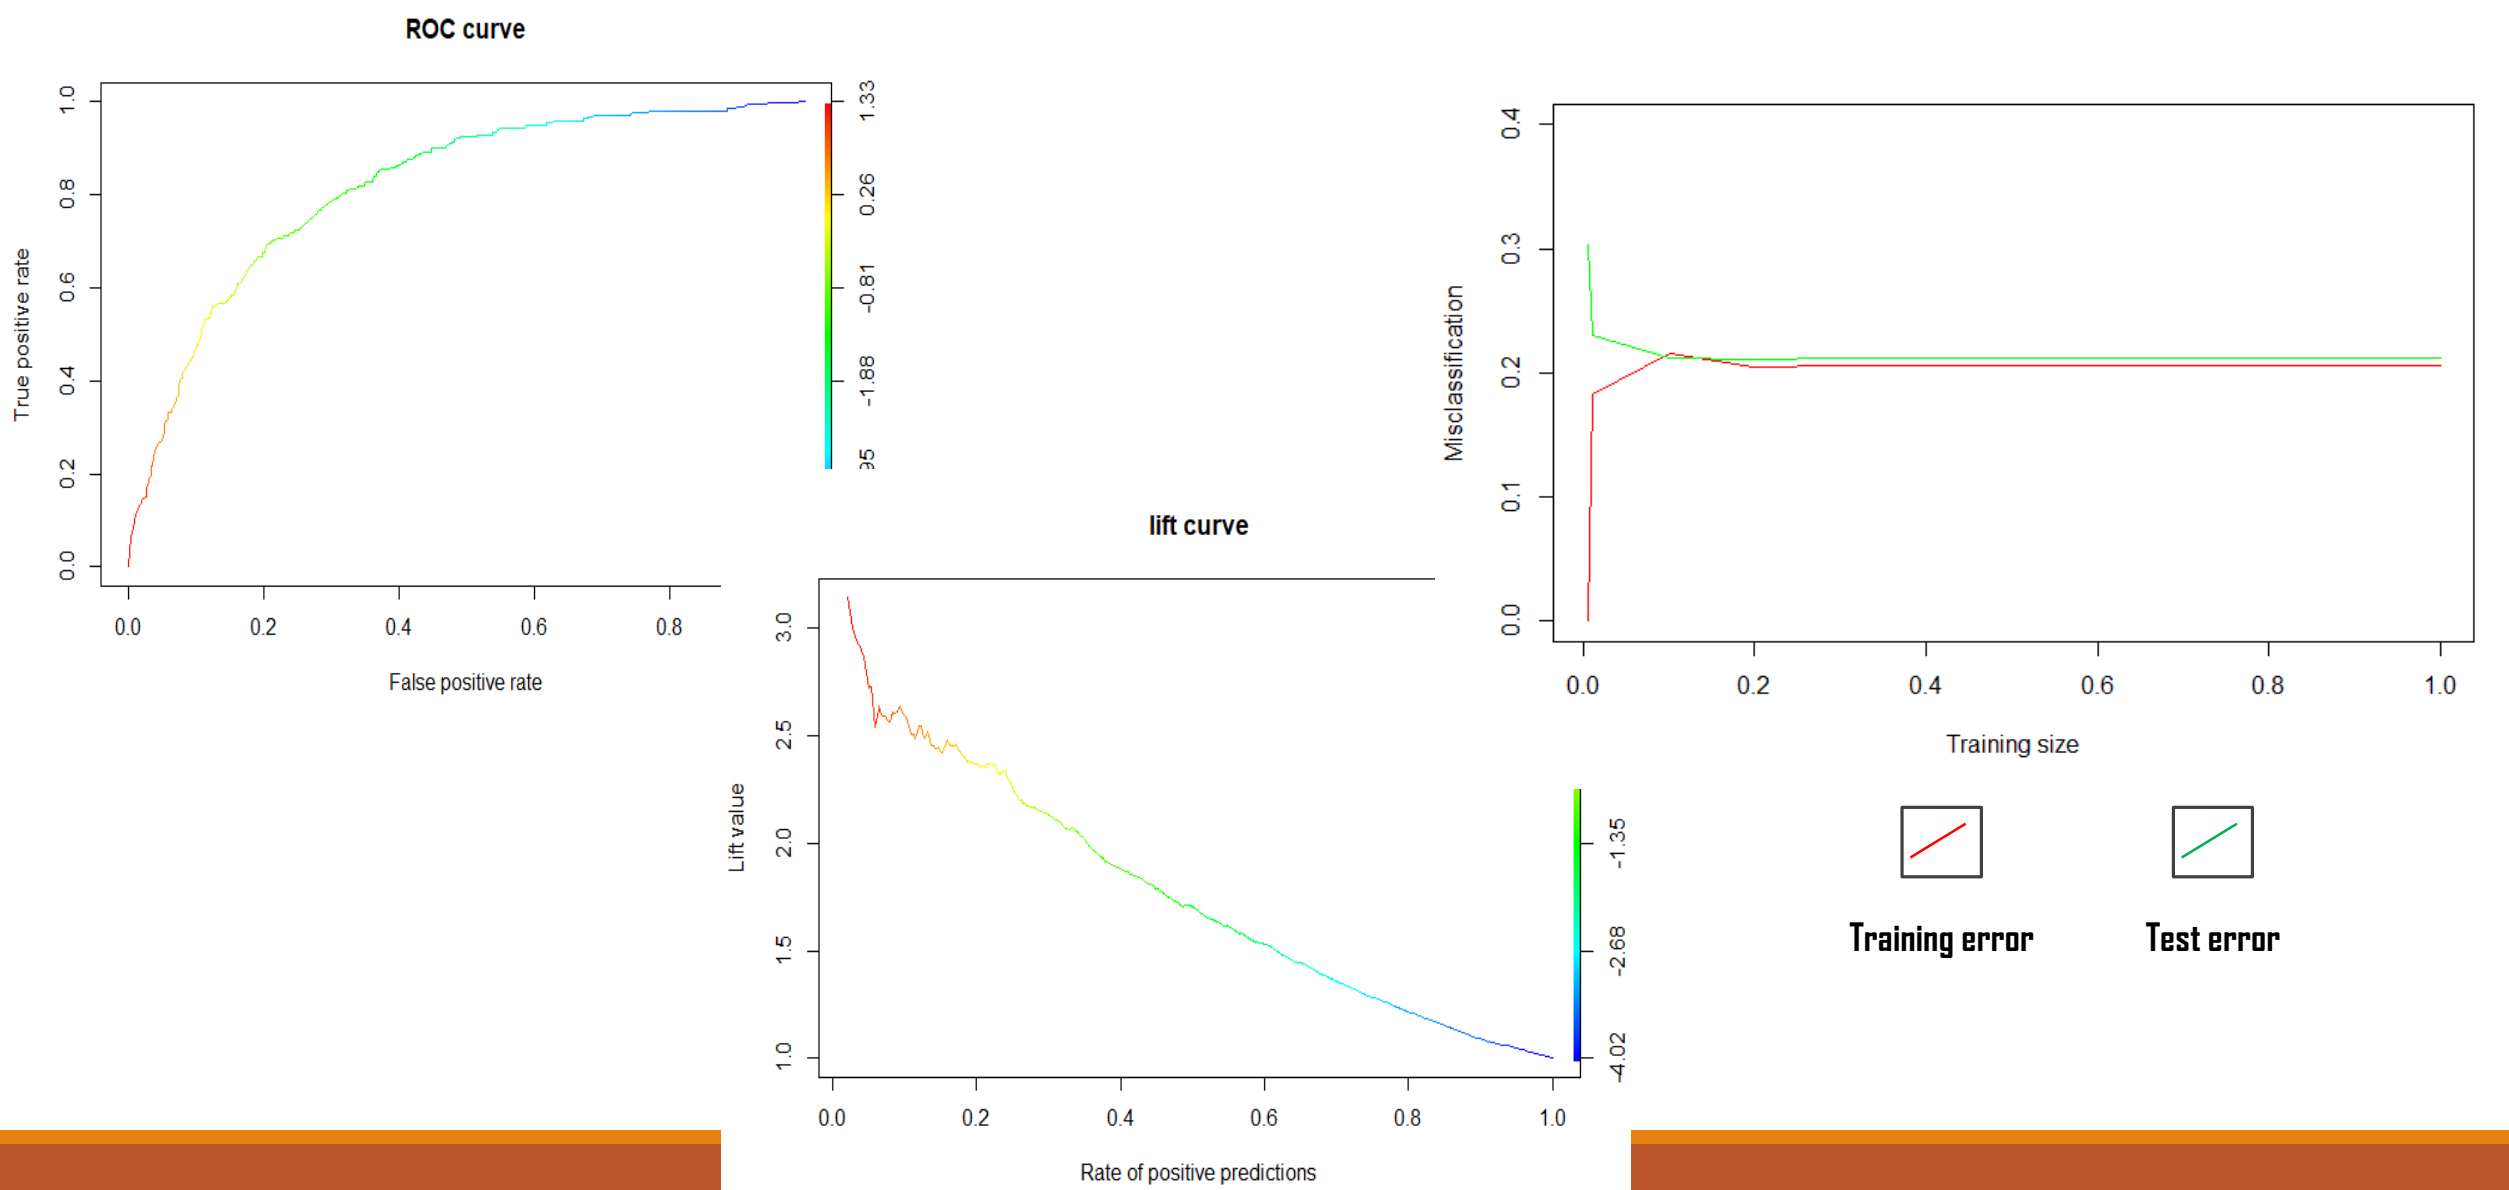 ROC curve
True positive rate
1.0
0.8
0.6
0.4
0.2
0.0
0.0 0.2 0.4 0.6 0.8
False positive rate
1.33
0.26
-0.81
-1.88
95
lift curve
Lift value
3.0
2.5
2.0
1.5
1.0
0.0 0.2 0.4 0.6 0.8 1.0
Rate of positive predictions
-1.35
-2.68
-4.02
Misclassification
0.4
0.3
0.2
0.1
0.0
0.0 0.2 0.4 0.6 0.8 1.0
Training size
Training error
Test error